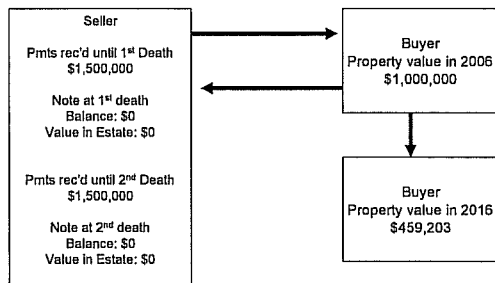 Seller
Pmts rec'd until 1st Death
$1,500,000
Note at 1st death
Balance: $0
Value in Estate: $0
Pmts rec'd until 2nd Death
$1,500,000
Note at 2nd death
Balance: $0
Value in Estate: $0
Buyer
Property value in 2006
$1,000,000
Buyer
Property value in 2016
$459,203